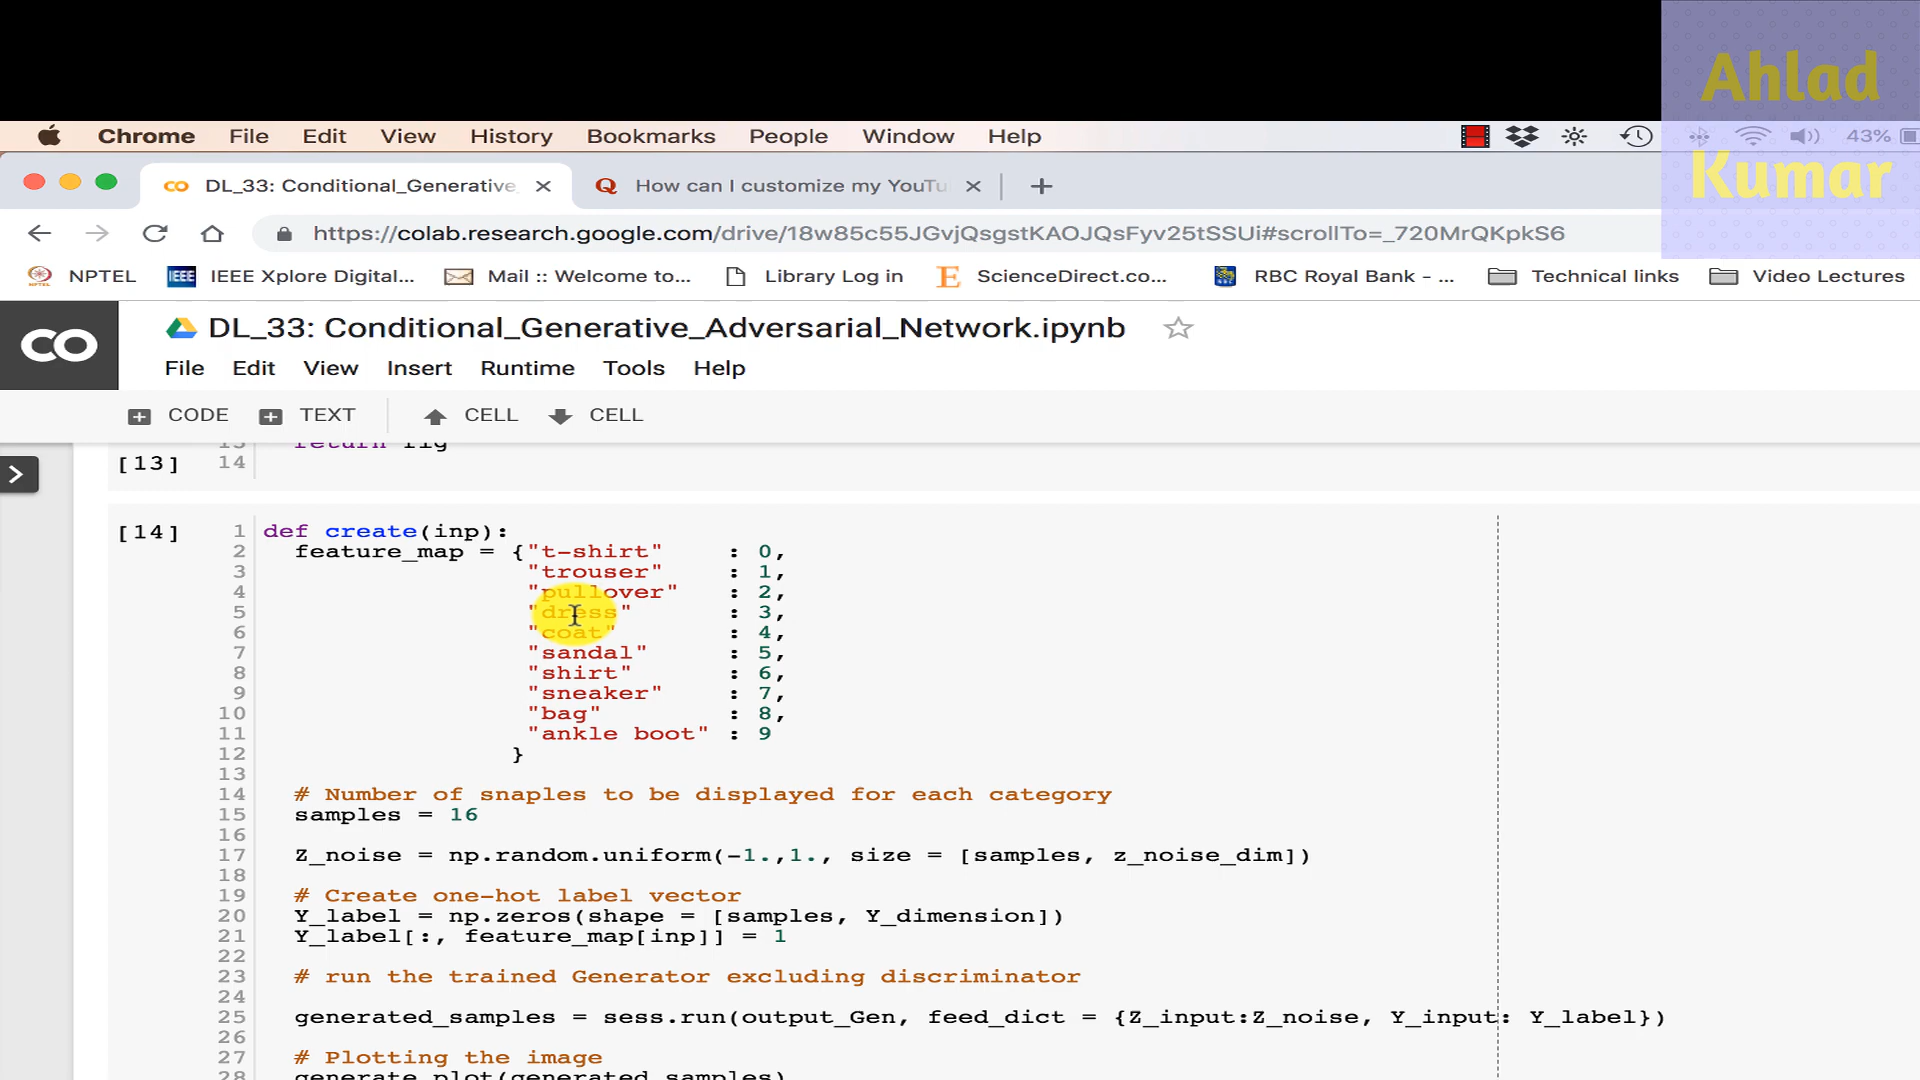 Ahlad
Kumar
Chrome File Edit View History Bookmarks People Window Help 43%
DL_33: Conditional_Generative_ How can I customize my YouTu
https://colab.research.google.com/drive/18w85c55JGvjQsgstKAOJQsFyv25tSSUi#scrollTo=_720MrQKpkS6
NPTEL IEEE IEEE Xplore Digital... Mail :: Welcome to... Library Log in ScienceDirect.co... RBC Royal Bank - ... Technical links Video Lectures
DL_33: Conditional_Generative_Adversarial_Network.ipynb
File Edit View Insert Runtime Tools Help
CODE TEXT CELL CELL
13 return fig
[13] 14
[14] 1 def create(inp):
2 feature_map = {"t-shirt" : 0,
3 "trouser" : 1,
4 "pullover" : 2,
5 "dress" : 3,
6 "coat" : 4,
7 "sandal" : 5,
8 "shirt" : 6,
9 "sneaker" : 7,
10 "bag" : 8,
11 "ankle boot" : 9
12 }
13
14 # Number of snaples to be displayed for each category
15 samples = 16
16
17 Z_noise = np.random.uniform(-1.,1., size = [samples, z_noise_dim])
18
19 # Create one-hot label vector
20 Y_label = np.zeros(shape = [samples, Y_dimension])
21 Y_label[:, feature_map[inp]] = 1
22
23 # run the trained Generator excluding discriminator
24
25 generated_samples = sess.run(output_Gen, feed_dict = {Z_input:Z_noise, Y_input: Y_label})
26
27 # Plotting the image
28 generate_plot(generated_samples)